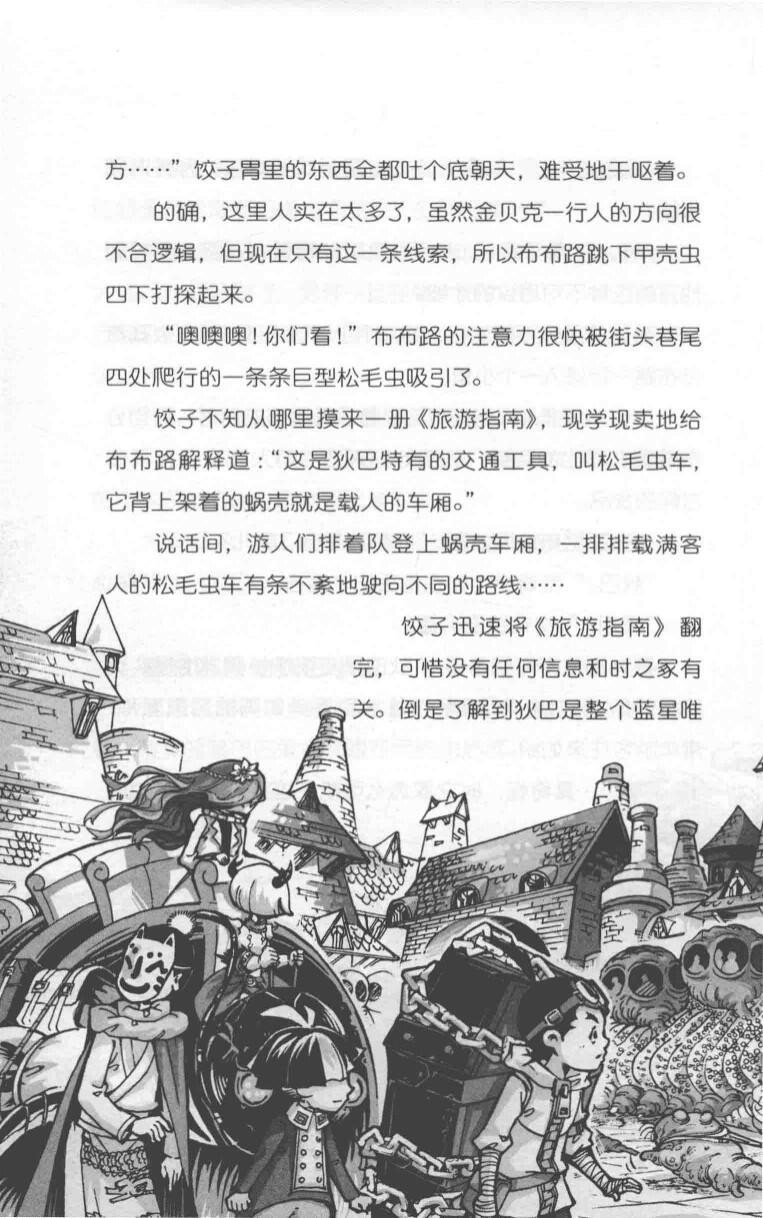 方……”饺子胃里的东西全都吐个底朝天，难受地干呕着。
的确，这里人实在太多了，虽然金贝克一行人的方向很
不合逻辑，但现在只有这一条线索，所以布布路跳下甲壳虫
四下打探起来。
“噢噢噢！你们看！”布布路的注意力很快被街头巷尾
四处爬行的一条条巨型松毛虫吸引了。
饺子不知从哪里摸来一册《旅游指南》，现学现卖地给
布布路解释道：“这是狄巴特有的交通工具，叫松毛虫车，
它背上架着的蜗壳就是载人的车厢。”
说话间，游人们排着队登上蜗壳车厢，一排排载满客
人的松毛虫车有条不紊地驶向不同的路线……
饺子迅速将《旅游指南》翻
完，可惜没有任何信息和时之家有
关。倒是了解到狄巴是整个蓝星唯